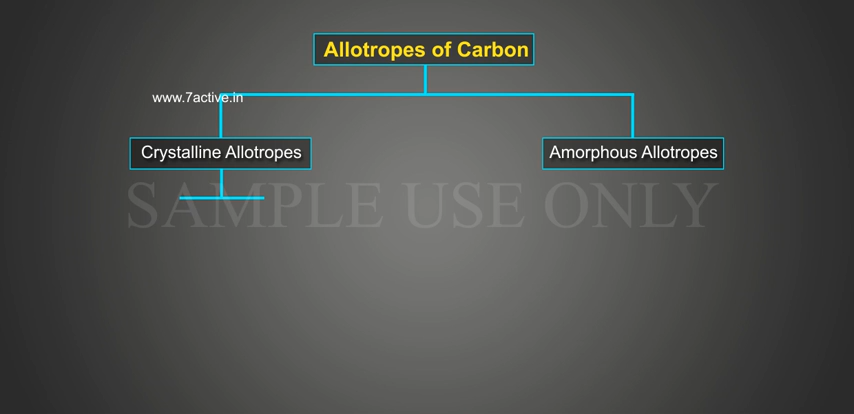 Allotropes of Carbon
www.7active.in
Crystalline Allotropes
Amorphous Allotropes
SAMPLE USE ONLY